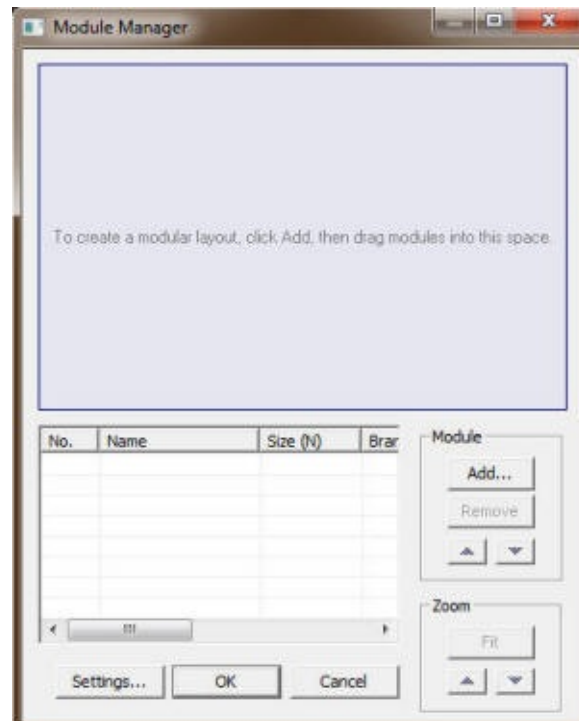 Module Manager
To create a modular layout, click Add, then drag modules into this space.
No. Name Size (N) Bran
Module
Add...
Remove
Zoom
Fit
Settings... OK Cancel